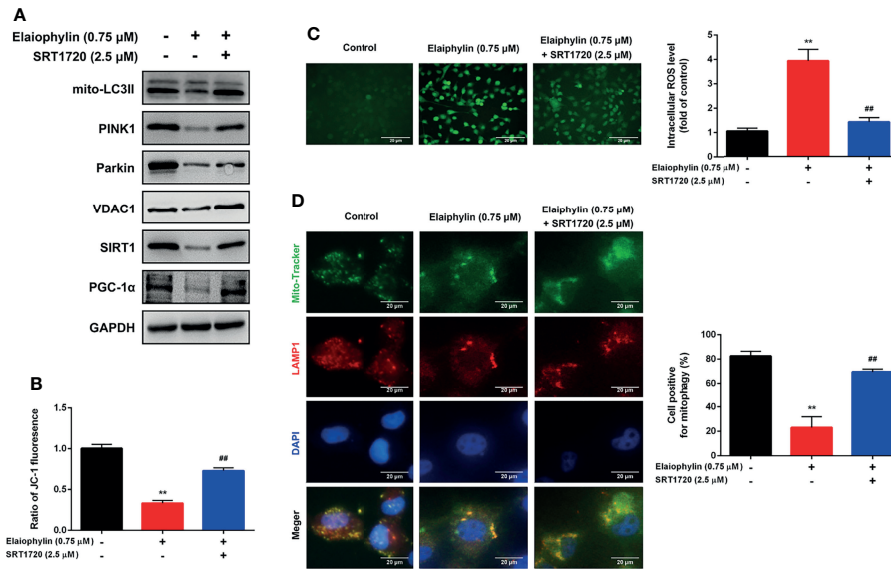 A
Elaiophylin (0.75 µM) - + +
SRT1720 (2.5 µM) - - +
mito-LC3II
PINK1
Parkin
VDAC1
SIRT1
PGC-1α
GAPDH
B
Ratio of JC-1 fluoresence
1.5
1.0
0.5
0.0
**
##
Elaiophylin (0.75 µM) - + +
SRT1720 (2.5 µM) - - +
C
Control
Elaiophylin (0.75 µM)
Elaiophylin (0.75 µM)
+ SRT1720 (2.5 µM)
20 µm
20 µm
20 µm
Intracellular ROS level
(fold of control)
5
4
3
2
1
0
**
##
Elaiophylin (0.75 µM) - + +
SRT1720 (2.5 µM) - - +
D
Control
Elaiophylin (0.75 µM)
Elaiophylin (0.75 µM)
+ SRT1720 (2.5 µM)
Mito-Tracker
20 µm
20 µm
20 µm
LAMP1
20 µm
20 µm
20 µm
DAPI
20 µm
20 µm
20 µm
Meger
20 µm
20 µm
20 µm
Cell positive
for mitophagy (%)
100
80
60
40
20
0
**
##
Elaiophylin (0.75 µM) - + +
SRT1720 (2.5 µM) - - +